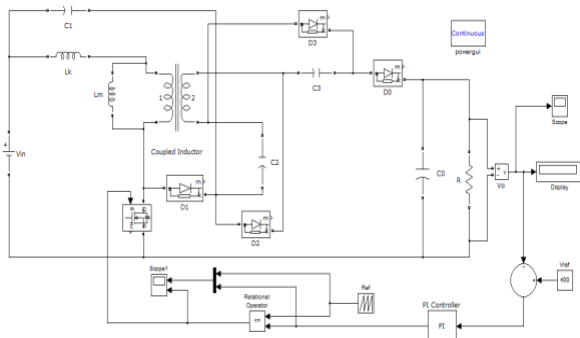 C1
D3
Continuous
powergui
Lk
C3
D0
Lm
1
2
Coupled Inductor
Vin
C2
C0
R
Vo
Scope
Display
D1
D2
Vref
400
Scope1
Ref
Relational
Operator
PI Controller
PI